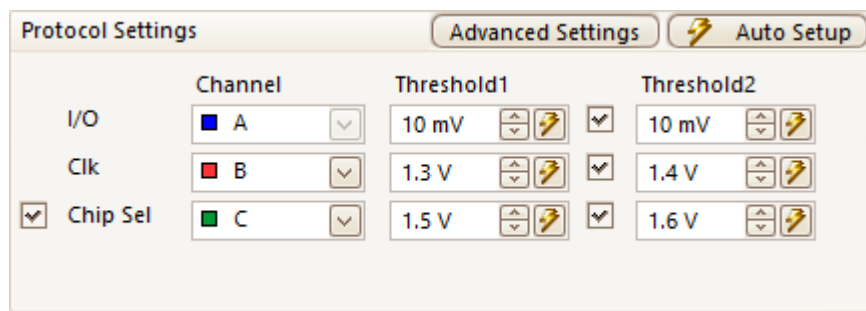 Protocol Settings Advanced Settings Auto Setup
Channel Threshold1 Threshold2
I/O A 10 mV 10 mV
Clk B 1.3 V 1.4 V
Chip Sel C 1.5 V 1.6 V